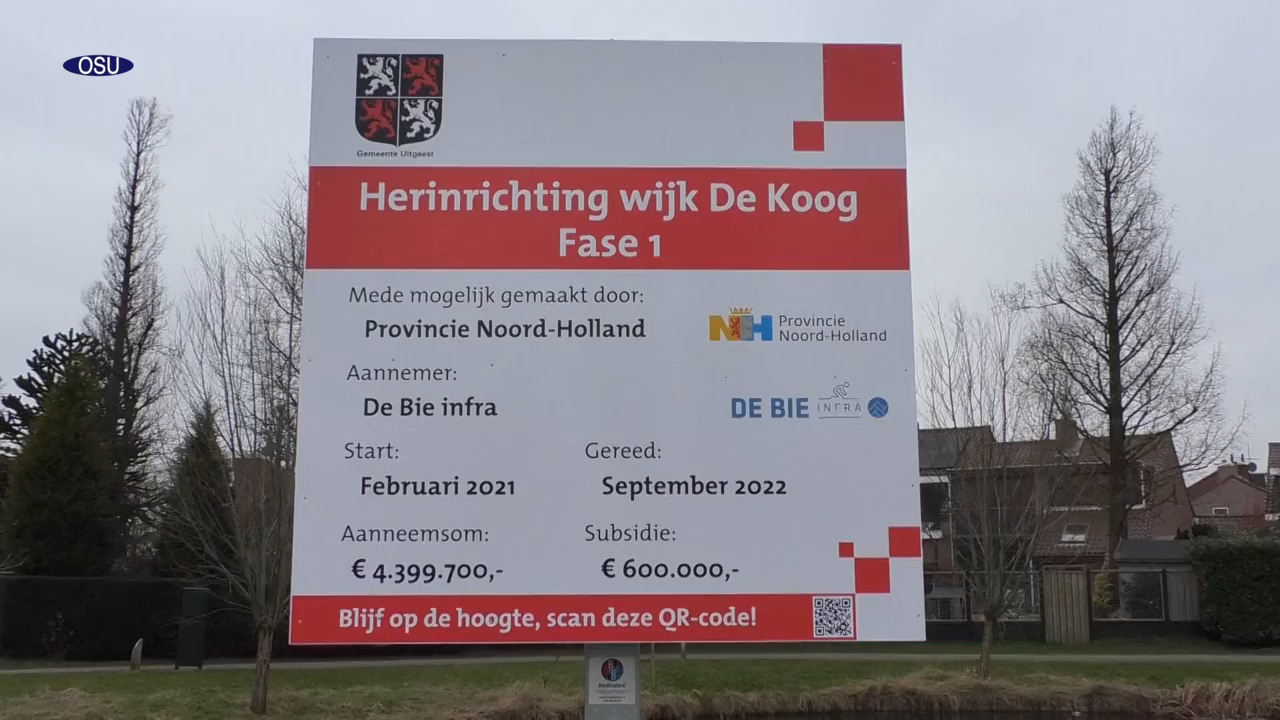 OSU
Gemeente Uitgeest
Herinrichting wijk De Koog
Fase 1
Mede mogelijk gemaakt door:
Provincie Noord-Holland
Provincie
Noord-Holland
Aannemer:
De Bie infra
DE BIE INFRA
Start:
Februari 2021
Gereed:
September 2022
Aanneemsom:
€ 4.399.700,-
Subsidie:
€ 600.000,-
Blijf op de hoogte, scan deze QR-code!